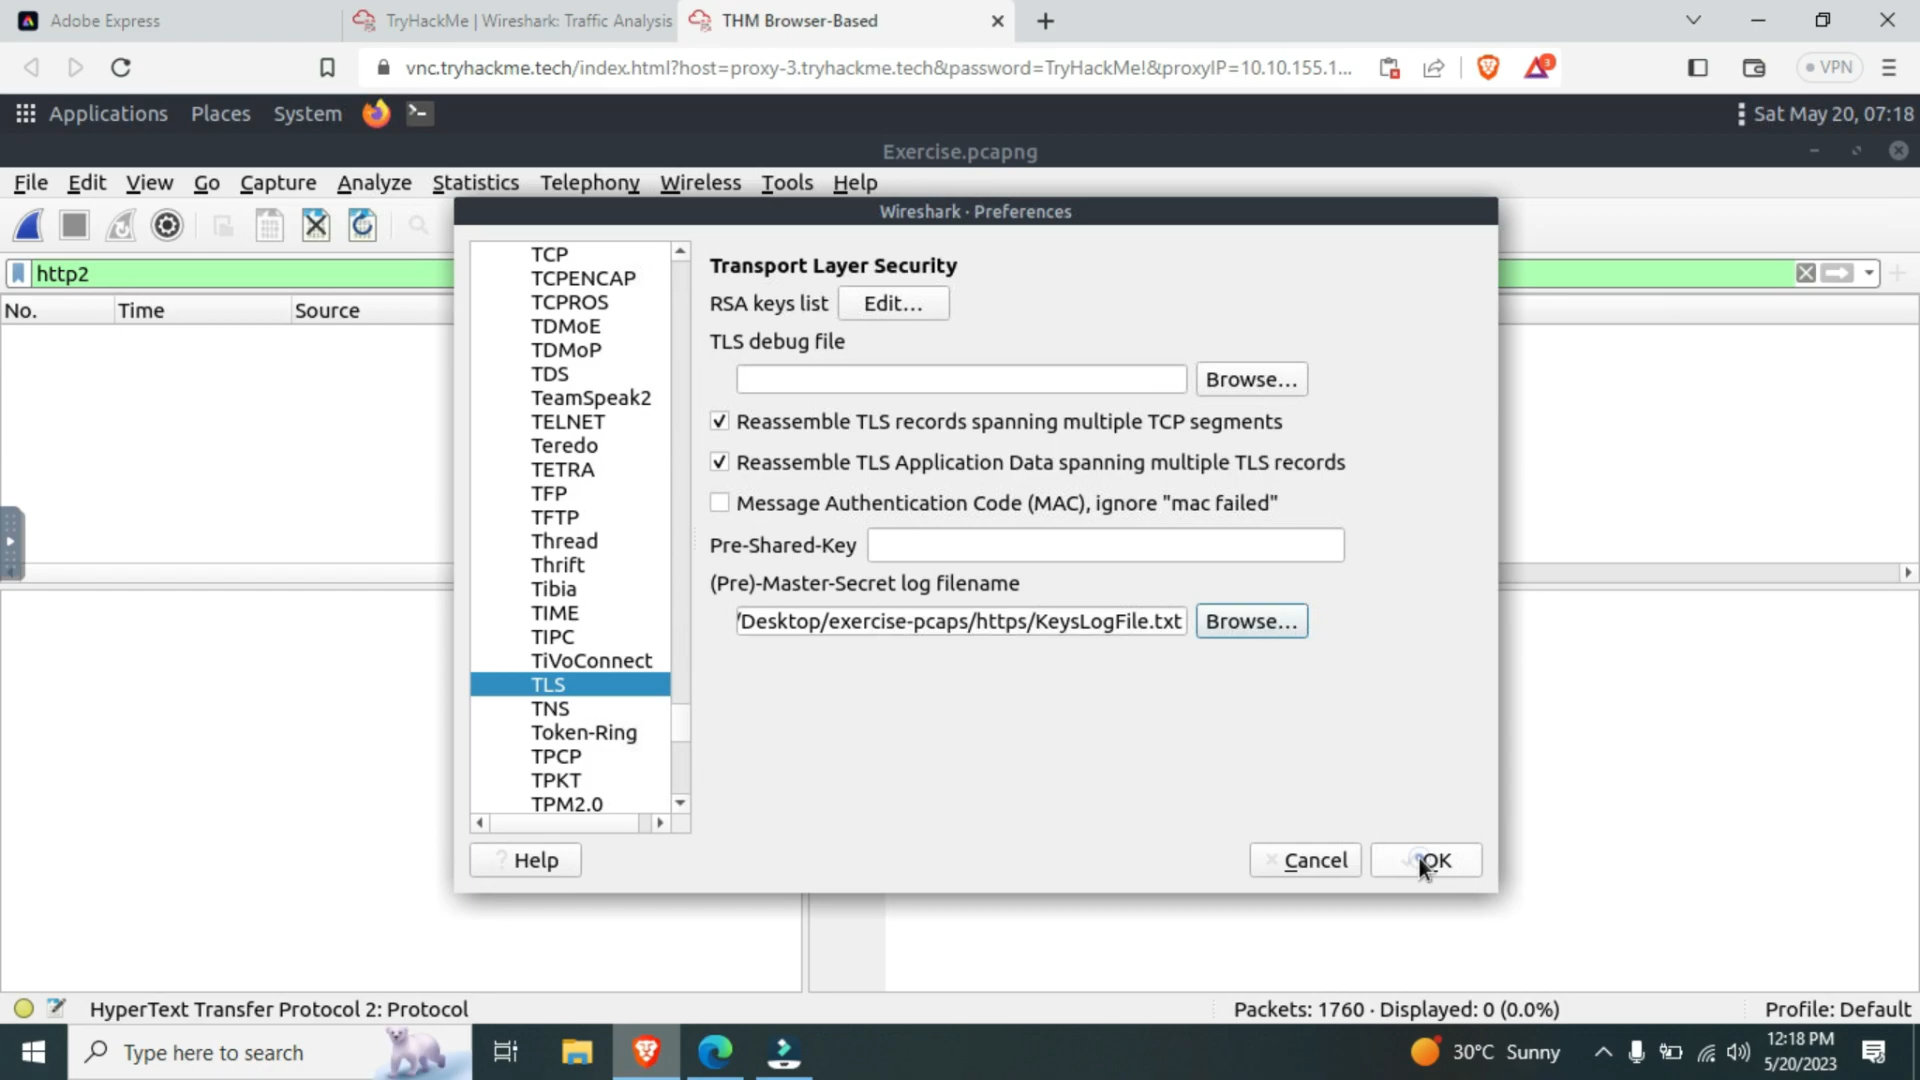 Adobe Express
TryHackMe | Wireshark: Traffic Analysis
THM Browser-Based
vnc.tryhackme.tech/index.html?host=proxy-3.tryhackme.tech&password=TryHackMe!&proxyIP=10.10.155.1...
3
VPN
Applications Places System
Sat May 20, 07:18
Exercise.pcapng
File Edit View Go Capture Analyze Statistics Telephony Wireless Tools Help
Wireshark · Preferences
http2
No. Time Source
TCP
TCPENCAP
TCPROS
TDMoE
TDMoP
TDS
TeamSpeak2
TELNET
Teredo
TETRA
TFP
TFTP
Thread
Thrift
Tibia
TIME
TIPC
TiVoConnect
TLS
TNS
Token-Ring
TPCP
TPKT
TPM2.0
Transport Layer Security
RSA keys list Edit...
TLS debug file
Browse...
Reassemble TLS records spanning multiple TCP segments
Reassemble TLS Application Data spanning multiple TLS records
Message Authentication Code (MAC), ignore "mac failed"
Pre-Shared-Key
(Pre)-Master-Secret log filename
/Desktop/exercise-pcaps/https/KeysLogFile.txt Browse...
Help
Cancel
OK
HyperText Transfer Protocol 2: Protocol
Packets: 1760 · Displayed: 0 (0.0%)
Profile: Default
Type here to search
30°C Sunny
12:18 PM
5/20/2023